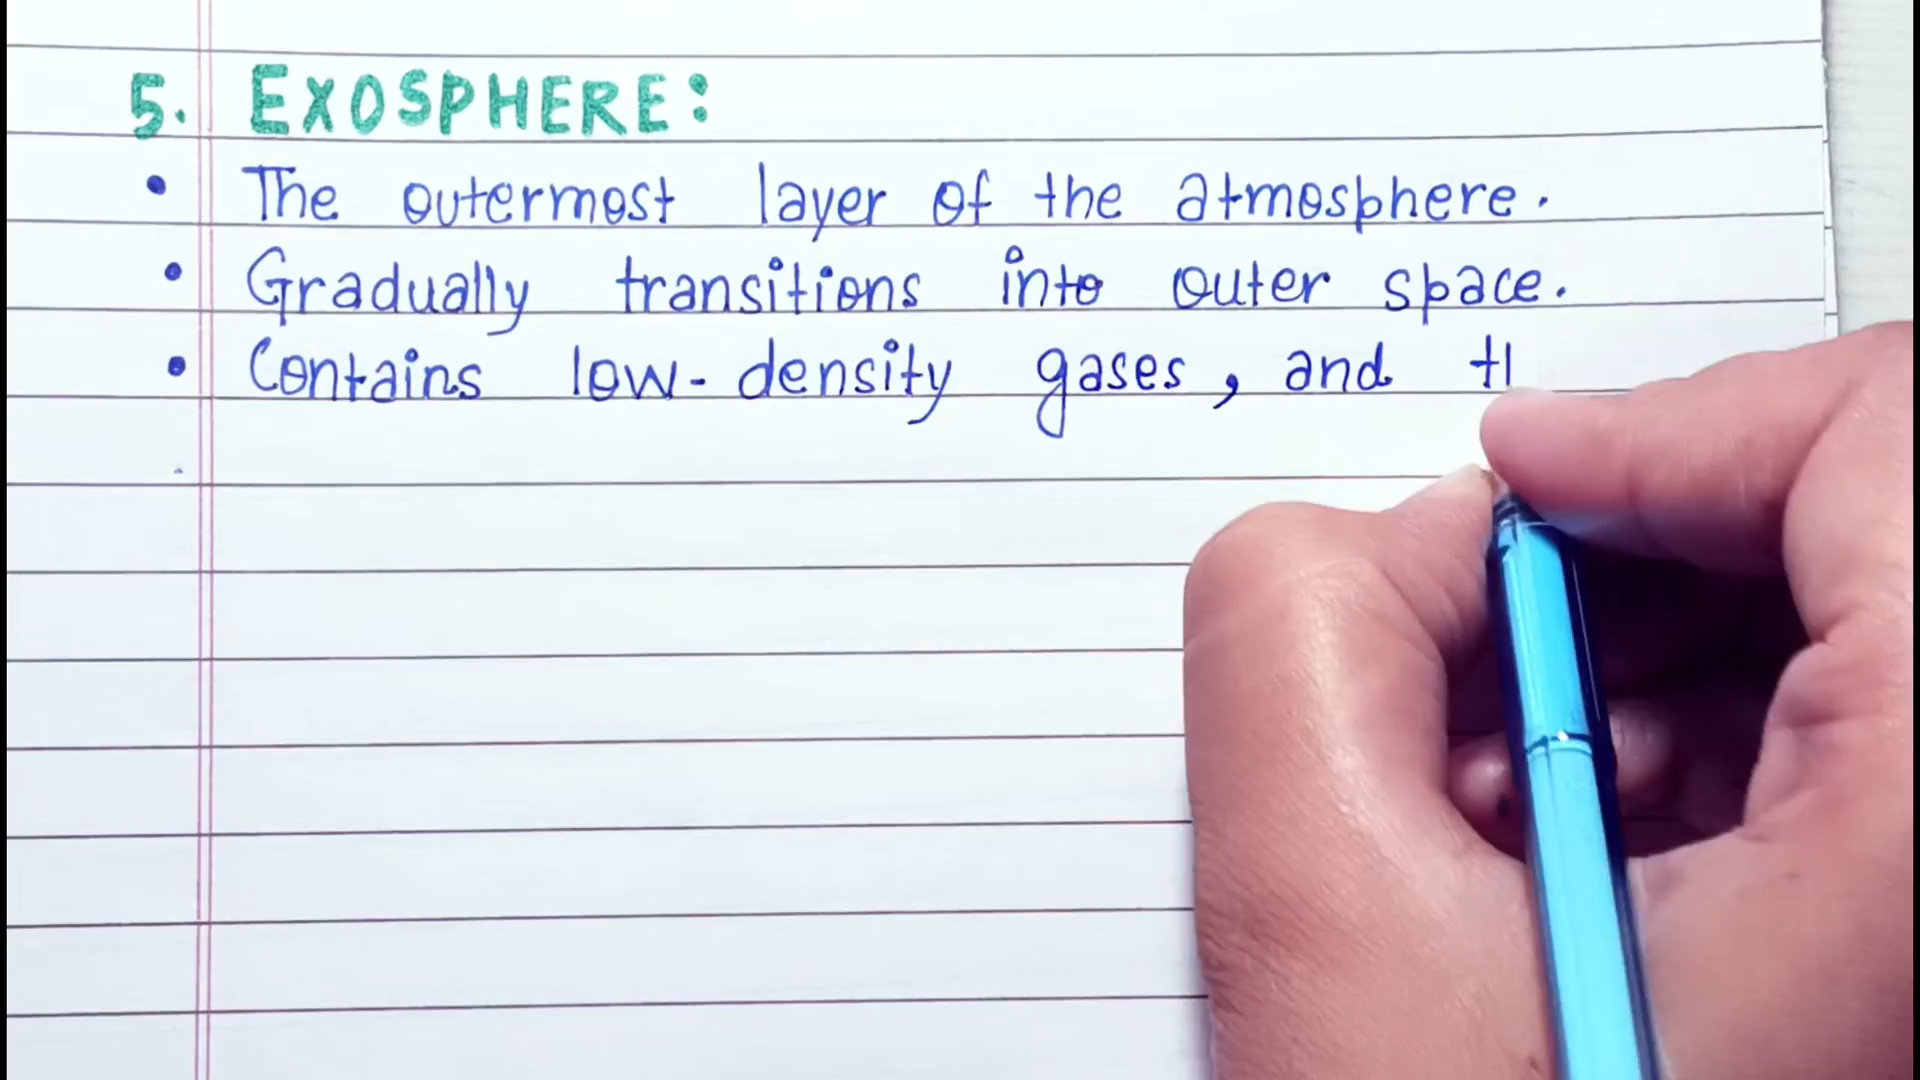 5. EXOSPHERE:
• The outermost layer of the atmosphere.
• Gradually transitions into outer space.
• Contains low-density gases, and